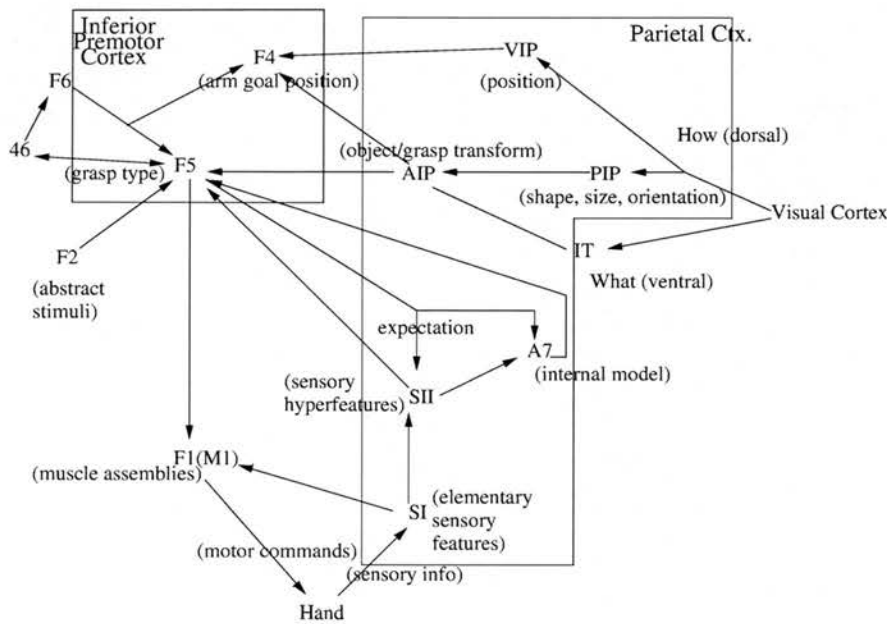 Inferior
Premotor
Cortex
Parietal Ctx.
F4
VIP
(arm goal position)
(position)
F6
How (dorsal)
46
(object/grasp transform)
F5
AIP
PIP
(grasp type)
(shape, size, orientation)
Visual Cortex
F2
IT
(abstract
stimuli)
What (ventral)
expectation
A7
(internal model)
(sensory
hyperfeatures)
SII
F1(M1)
(muscle assemblies)
SI
(elementary
sensory
features)
(motor commands)
(sensory info)
Hand